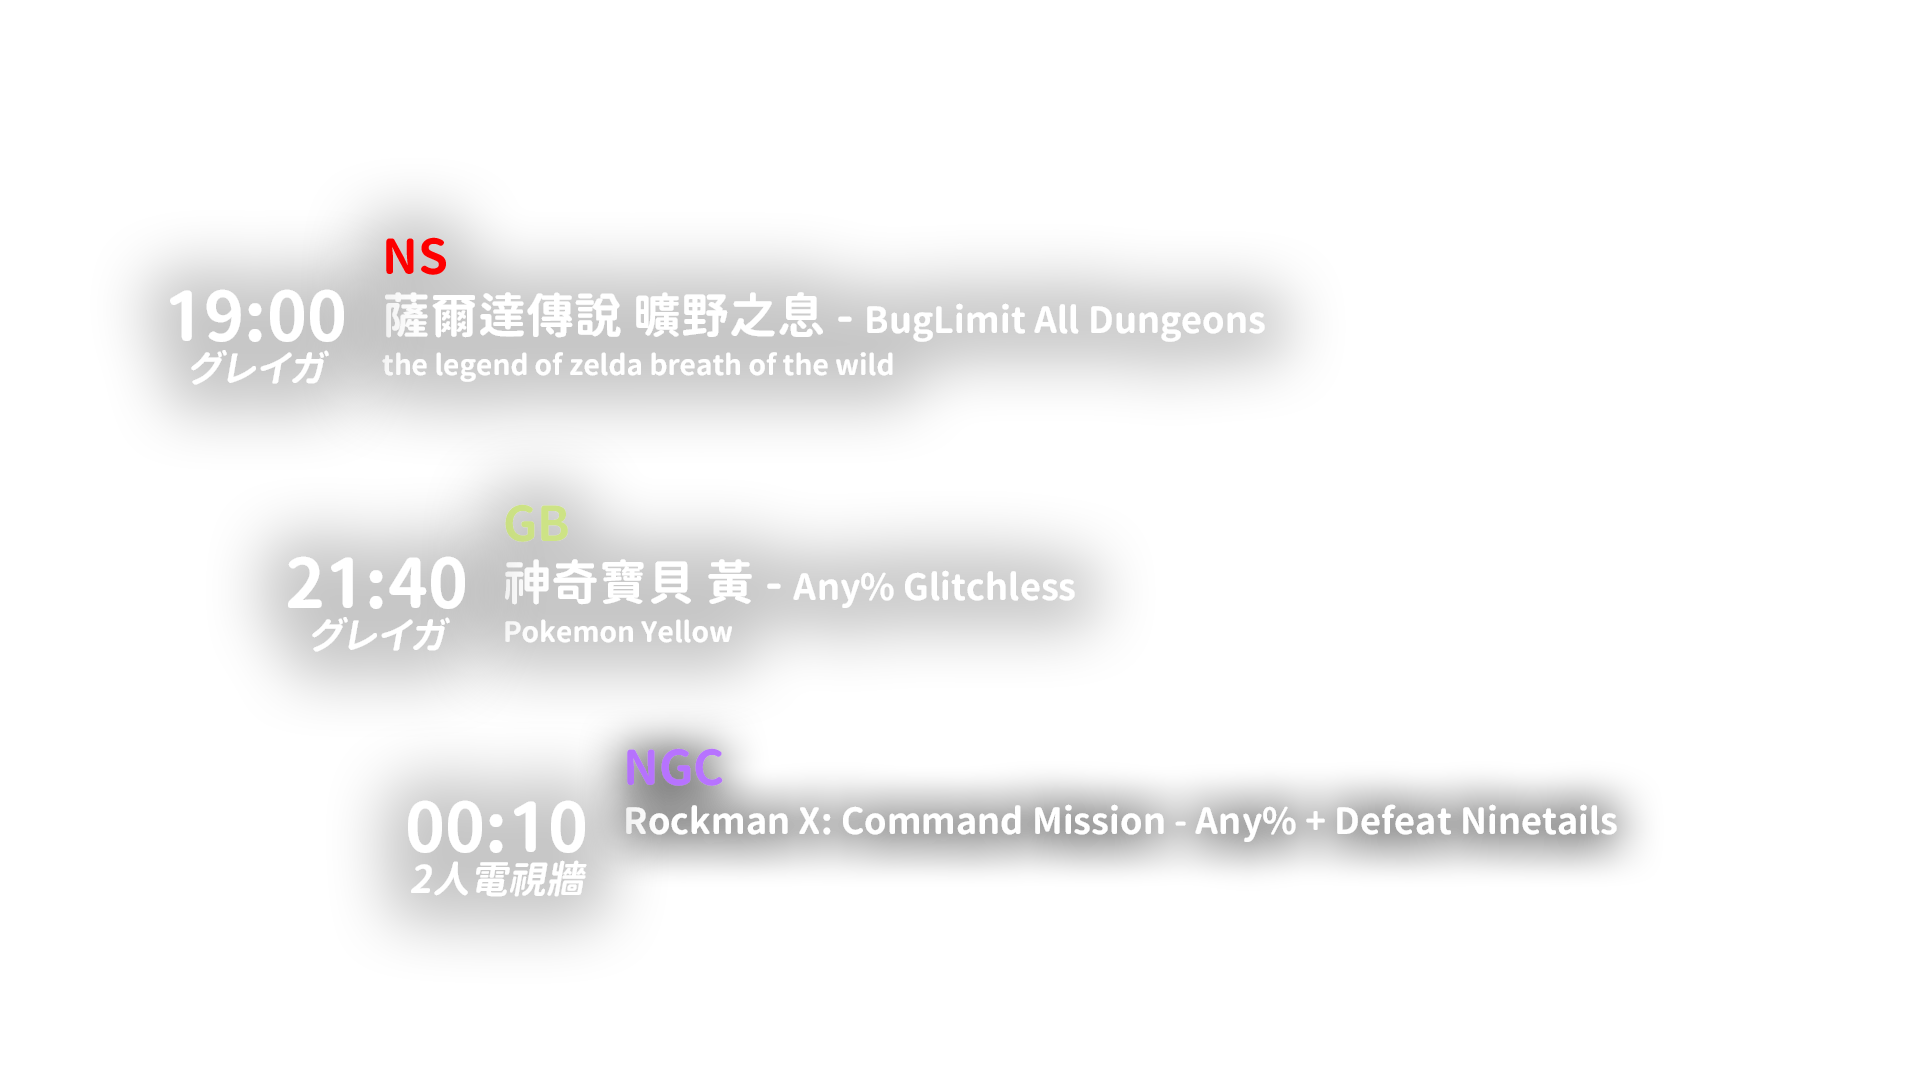 NS
19:00
薩爾達傳說 曠野之息 - BugLimit All Dungeons
グレイガ
the legend of zelda breath of the wild
GB
21:40
神奇寶貝 黃 - Any% Glitchless
グレイガ
Pokemon Yellow
NGC
00:10
Rockman X: Command Mission - Any% + Defeat Ninetails
2人電視牆